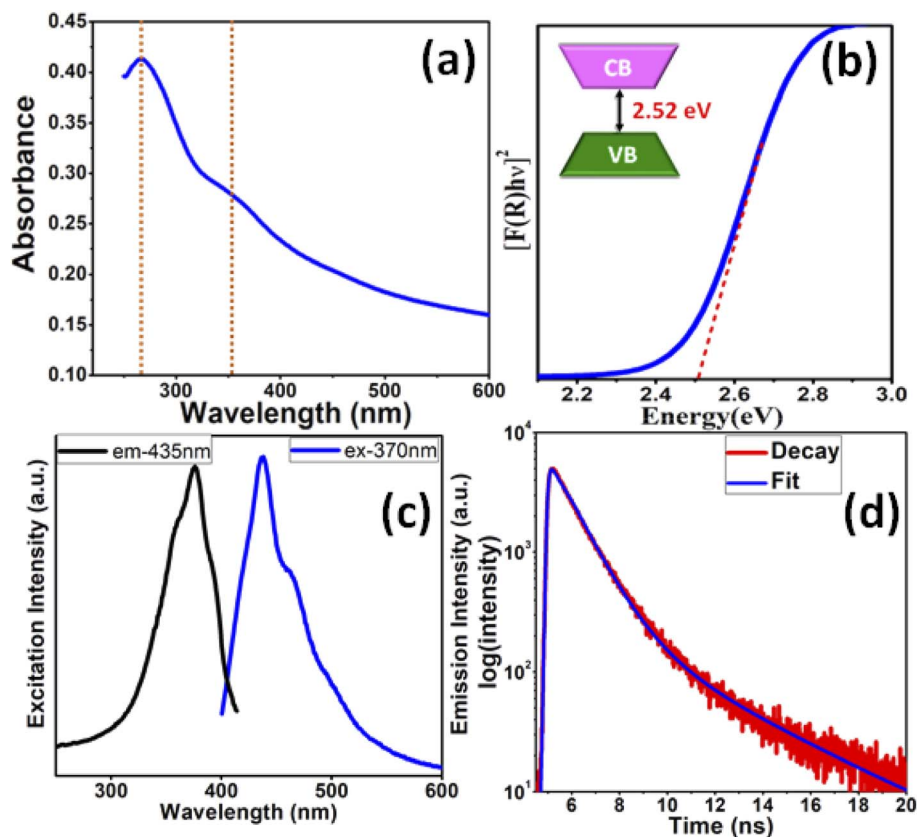 (a)
Absorbance
0.45
0.40
0.35
0.30
0.25
0.20
0.15
0.10
300
400
500
600
Wavelength (nm)
(b)
CB
2.52 eV
VB
[F(R)hν]²
2.2
2.4
2.6
2.8
3.0
Energy(eV)
em-435nm
ex-370nm
(c)
Excitation Intensity (a.u.)
Emission Intensity (a.u.)
300
400
500
600
Wavelength (nm)
Decay
Fit
(d)
log(intensity)
10⁴
10³
10²
10¹
6
8
10
12
14
16
18
20
Time (ns)